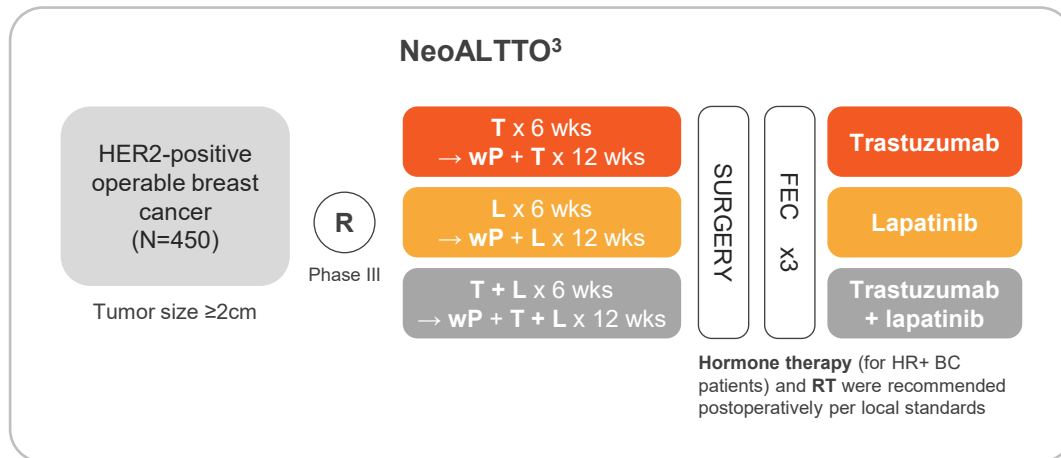 NeoALTTO³
HER2-positive
operable breast
cancer
(N=450)
Tumor size ≥2cm
R
Phase III
T x 6 wks
→ wP + T x 12 wks
L x 6 wks
→ wP + L x 12 wks
T + L x 6 wks
→ wP + T + L x 12 wks
SURGERY
FEC x3
Trastuzumab
Lapatinib
Trastuzumab
+ lapatinib
Hormone therapy (for HR+ BC
patients) and RT were recommended
postoperatively per local standards